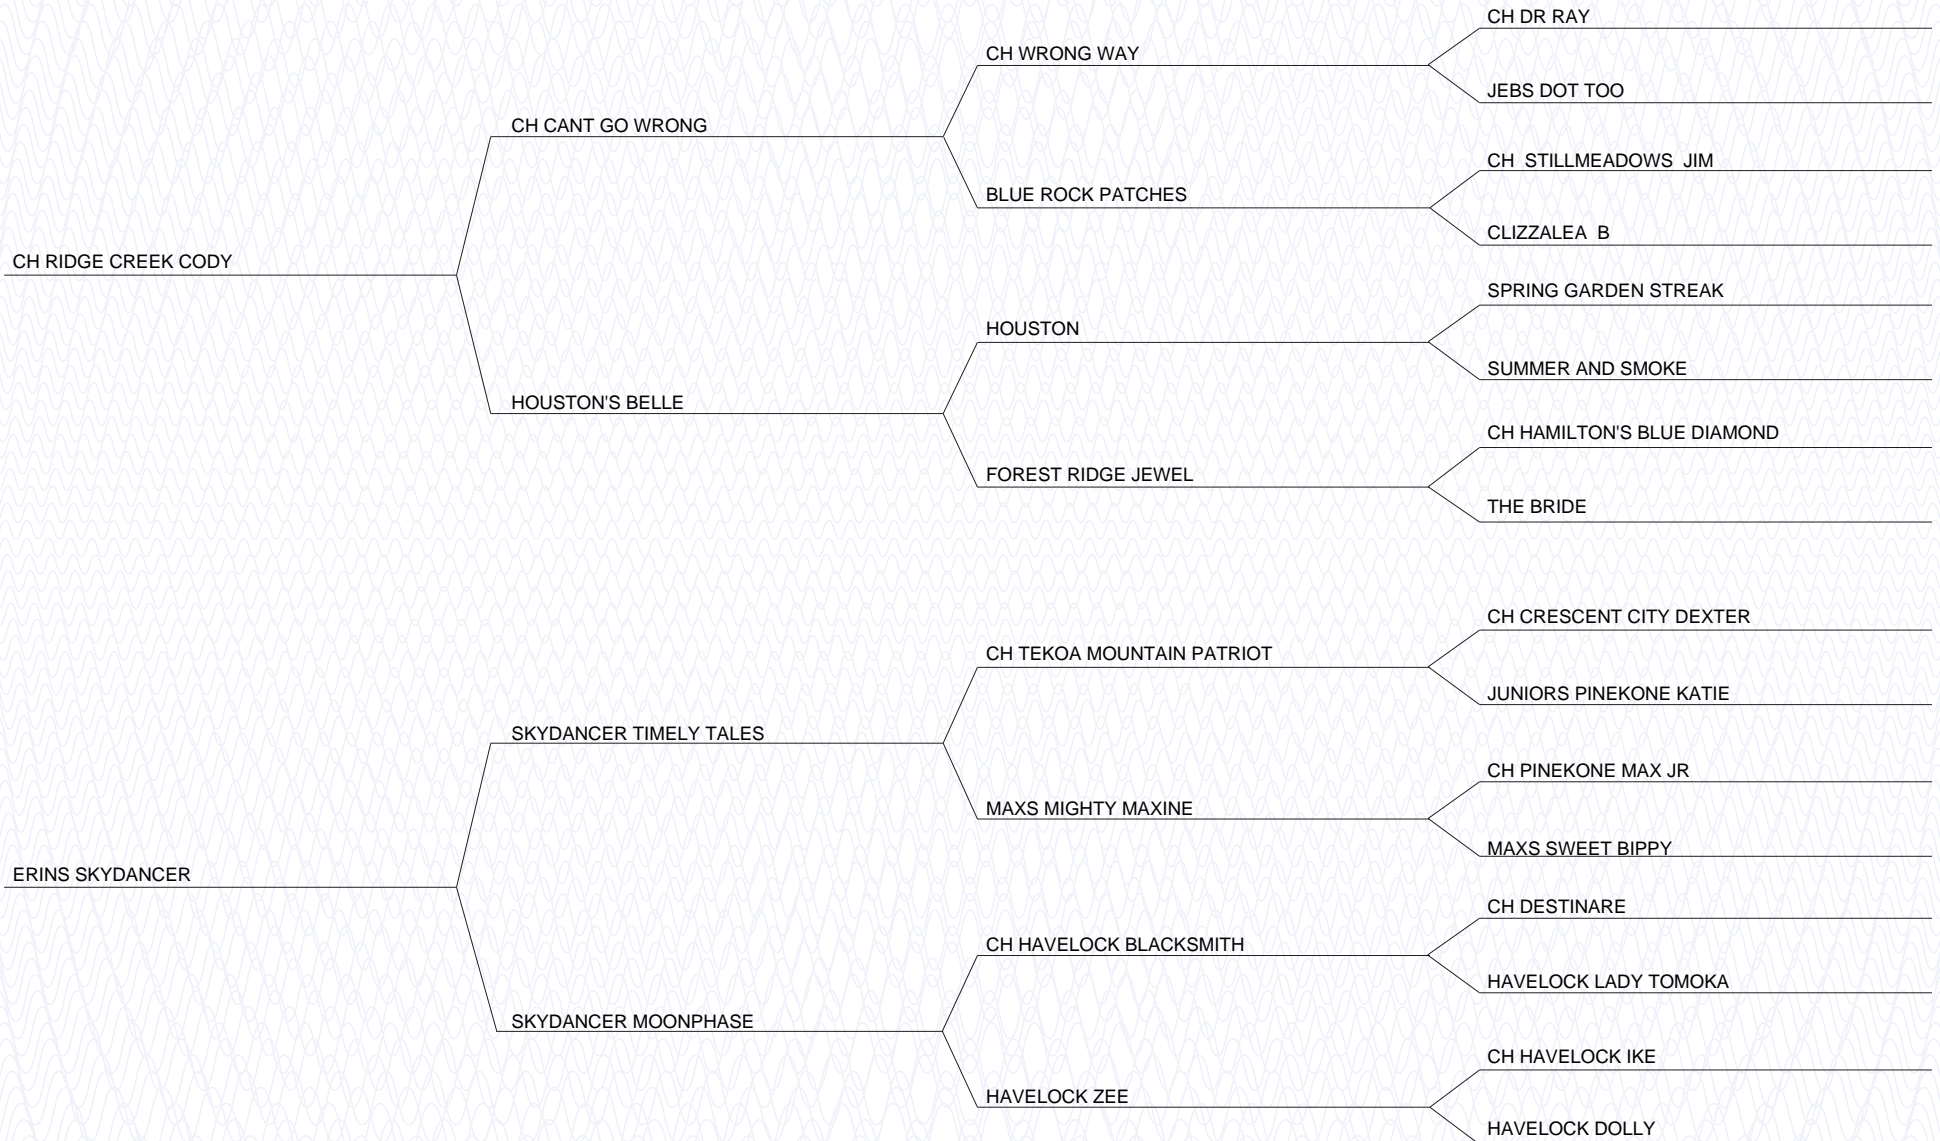 CH RIDGE CREEK CODY
CH CANT GO WRONG
CH WRONG WAY
CH DR RAY
JEBS DOT TOO
BLUE ROCK PATCHES
CH  STILLMEADOWS  JIM
CLIZZALEA  B
HOUSTON'S BELLE
HOUSTON
SPRING GARDEN STREAK
SUMMER AND SMOKE
FOREST RIDGE JEWEL
CH HAMILTON'S BLUE DIAMOND
THE BRIDE
ERINS SKYDANCER
SKYDANCER TIMELY TALES
CH TEKOA MOUNTAIN PATRIOT
CH CRESCENT CITY DEXTER
JUNIORS PINEKONE KATIE
MAXS MIGHTY MAXINE
CH PINEKONE MAX JR
MAXS SWEET BIPPY
SKYDANCER MOONPHASE
CH HAVELOCK BLACKSMITH
CH DESTINARE
HAVELOCK LADY TOMOKA
HAVELOCK ZEE
CH HAVELOCK IKE
HAVELOCK DOLLY